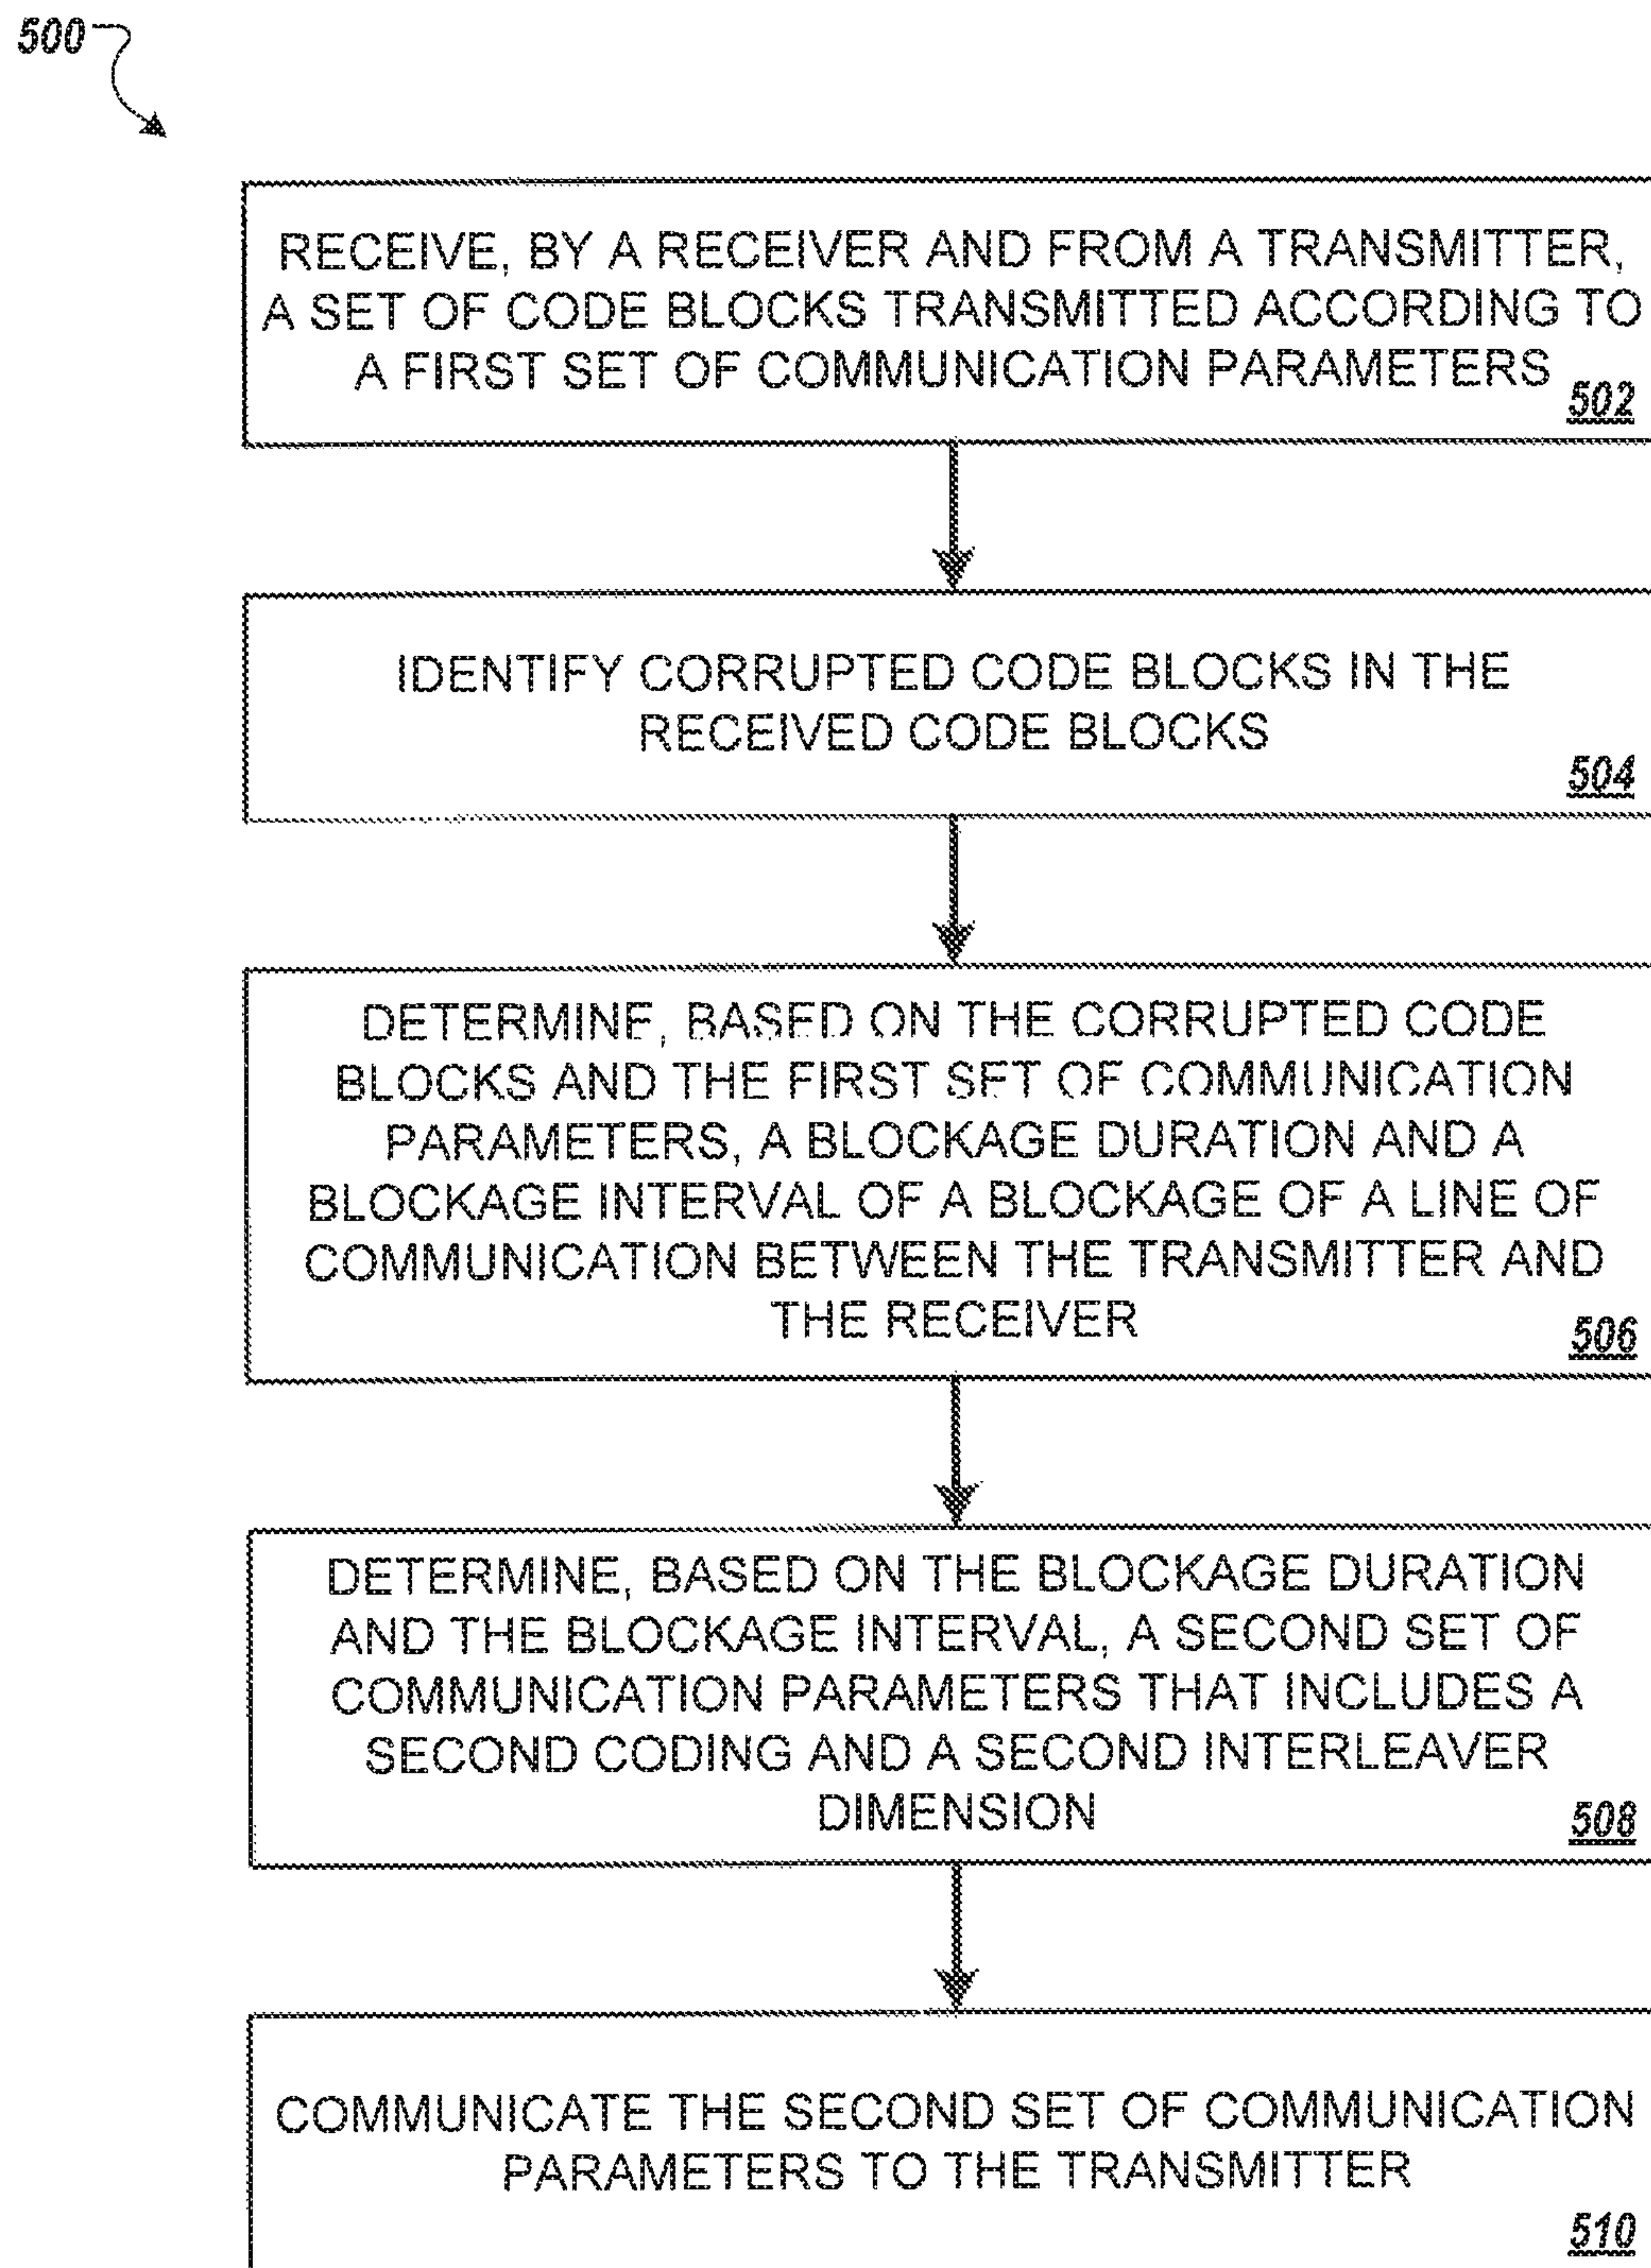 500
RECEIVE, BY A RECEIVER AND FROM A TRANSMITTER,
A SET OF CODE BLOCKS TRANSMITTED ACCORDING TO
A FIRST SET OF COMMUNICATION PARAMETERS
502
IDENTIFY CORRUPTED CODE BLOCKS IN THE
RECEIVED CODE BLOCKS
504
DETERMINE, BASED ON THE CORRUPTED CODE
BLOCKS AND THE FIRST SET OF COMMUNICATION
PARAMETERS, A BLOCKAGE DURATION AND A
BLOCKAGE INTERVAL OF A BLOCKAGE OF A LINE OF
COMMUNICATION BETWEEN THE TRANSMITTER AND
THE RECEIVER
506
DETERMINE, BASED ON THE BLOCKAGE DURATION
AND THE BLOCKAGE INTERVAL, A SECOND SET OF
COMMUNICATION PARAMETERS THAT INCLUDES A
SECOND CODING AND A SECOND INTERLEAVER
DIMENSION
508
COMMUNICATE THE SECOND SET OF COMMUNICATION
PARAMETERS TO THE TRANSMITTER
510